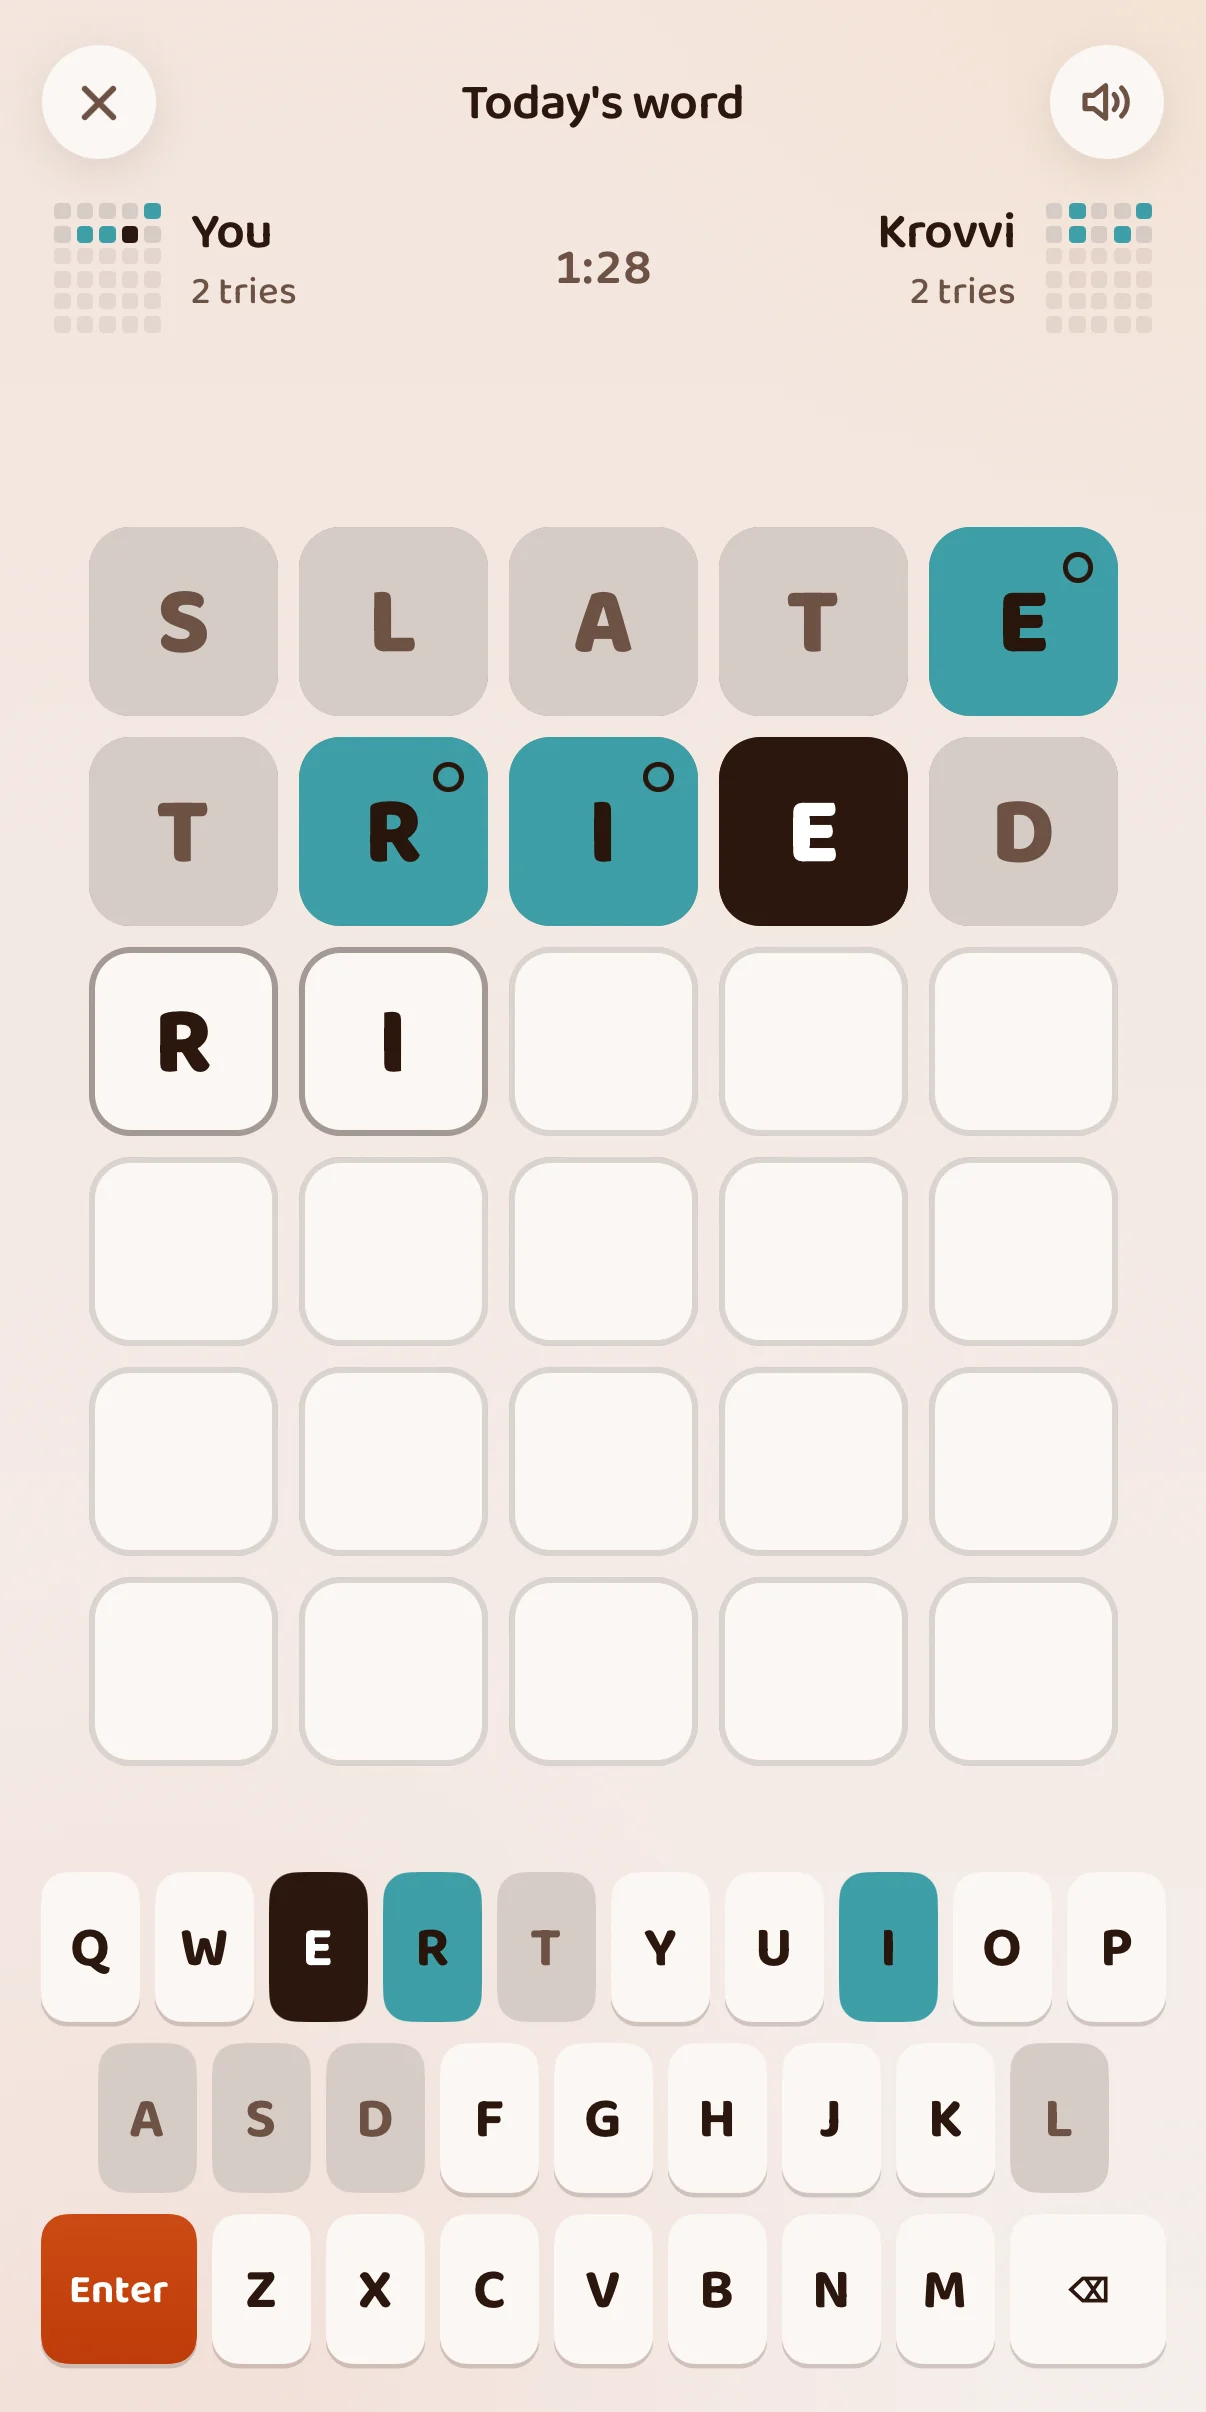 Today's word
You
2 tries
1:28
Krovvi
2 tries
S L A T E
T R I E D
R I
Q W E R T Y U I O P
A S D F G H J K L
Enter Z X C V B N M